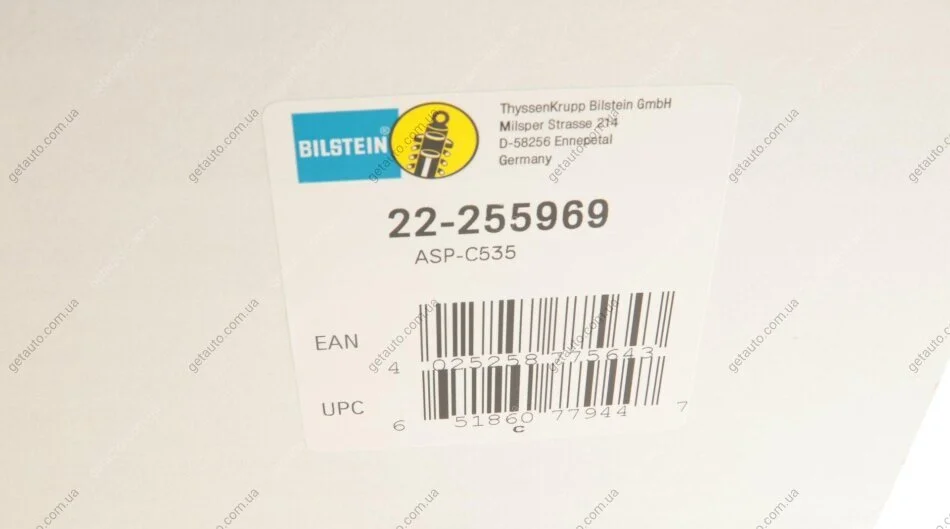 BILSTEIN®
ThyssenKrupp Bilstein GmbH
Milsper Strasse 214
D-58256 Ennepetal
Germany
22-255969
ASP-C535
EAN
4 025258 775643
UPC
6 51860 77944 7
C
getauto.com.ua